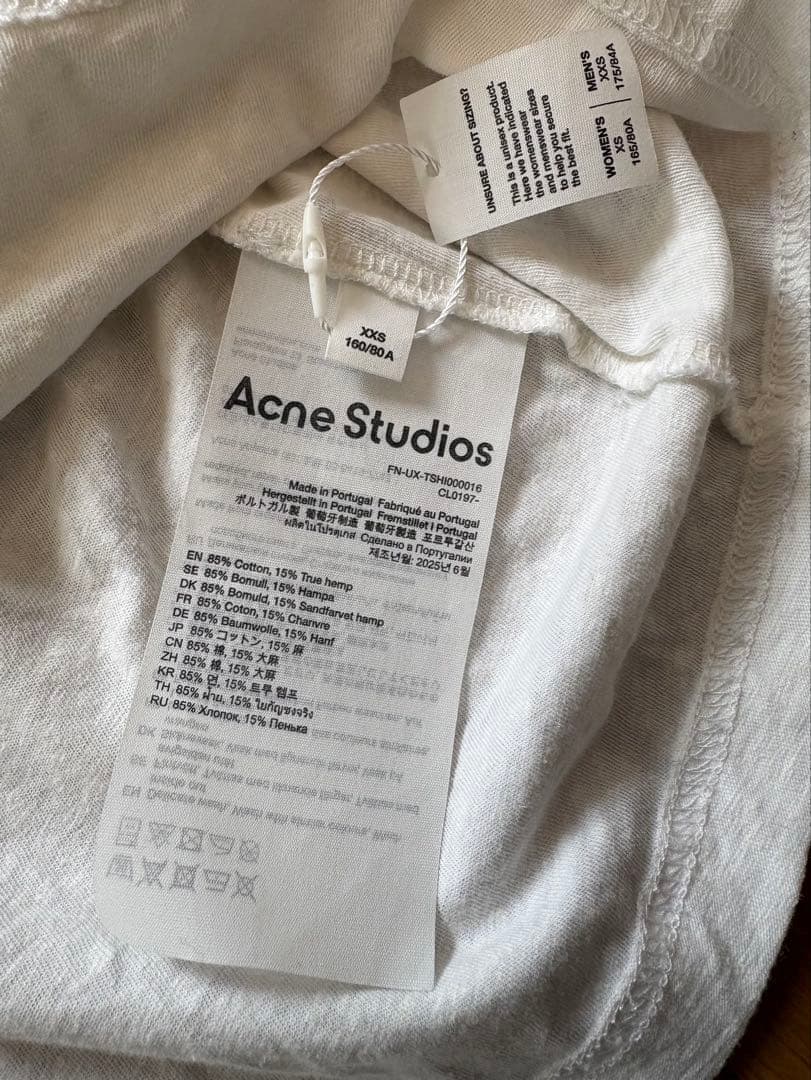 UNSURE ABOUT SIZING?
This is a unisex product.
Here we have indicated
the womenswear sizes
and menswear sizes
to help you secure
the best fit.
WOMEN'S | MEN'S
XS | XXS
165/80A | 175/84A
XXS
160/80A
Acne Studios
FN-UX-TSHI000016
CL0197-
Made in Portugal Fabriqué au Portugal
Hergestellt in Portugal Fremstillet i Portugal
ポルトガル製 葡萄牙制造 葡萄牙製造 포르투갈산
ผลิตในโปรตุเกส Сделано в Португалии
제조년월: 2025년 6월
EN 85% Cotton, 15% True hemp
SE 85% Bomull, 15% Hampa
DK 85% Bomuld, 15% Sandfarvet hamp
FR 85% Coton, 15% Chanvre
DE 85% Baumwolle, 15% Hanf
JP 85% コットン, 15% 麻
CN 85% 棉, 15% 大麻
ZH 85% 棉, 15% 大麻
KR 85% 면, 15% 트루 헴프
TH 85% ฝ้าย, 15% ใยกัญชงจริง
RU 85% Хлопок, 15% Пенька